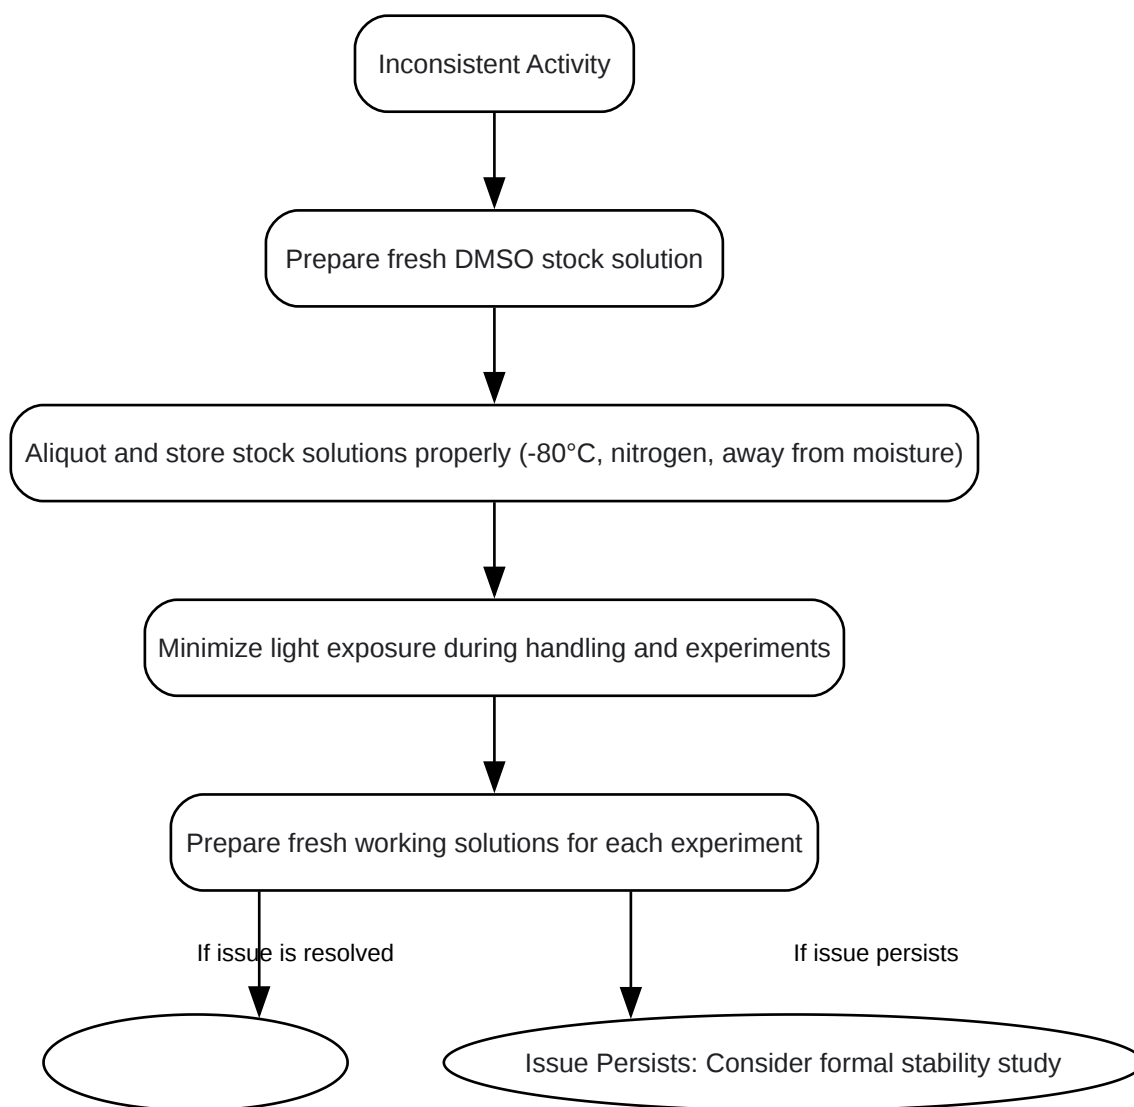 Inconsistent Activity
Prepare fresh DMSO stock solution
Aliquot and store stock solutions properly (-80°C, nitrogen, away from moisture)
Minimize light exposure during handling and experiments
Prepare fresh working solutions for each experiment
If issue is resolved
If issue persists
Issue Persists: Consider formal stability study